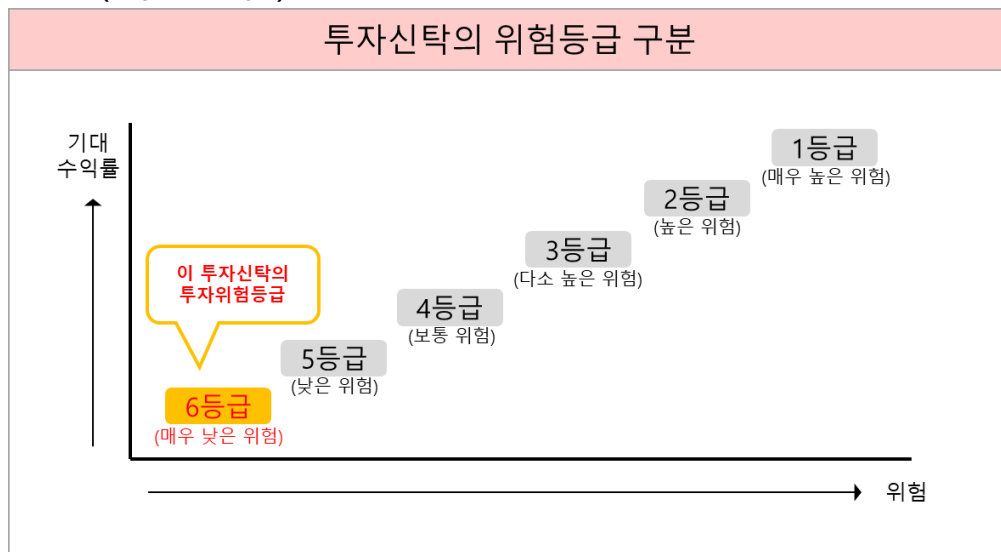 투자신탁의 위험등급 구분
기대
수익률
1등급
(매우 높은 위험)
2등급
(높은 위험)
3등급
(다소 높은 위험)
이 투자신탁의
투자위험등급
4등급
(보통 위험)
5등급
(낮은 위험)
6등급
(매우 낮은 위험)
위험